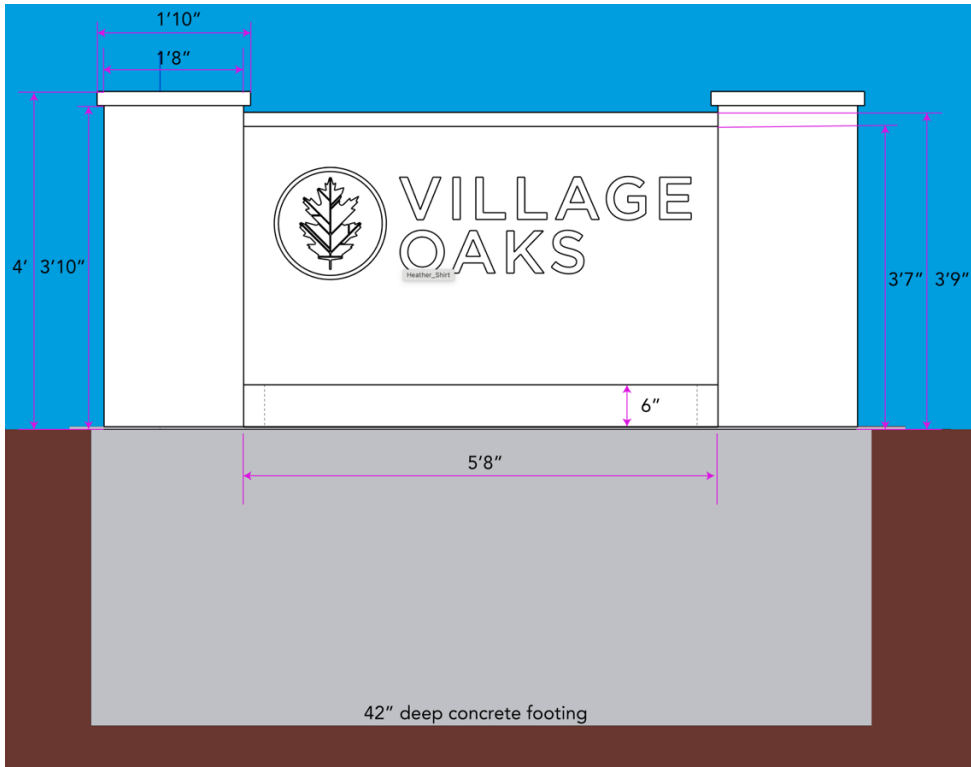 1’10”
1’8”
4’
3’10”
VILLAGE
OAKS
Heather_Shirt
3’7”
3’9”
6”
5’8”
42” deep concrete footing